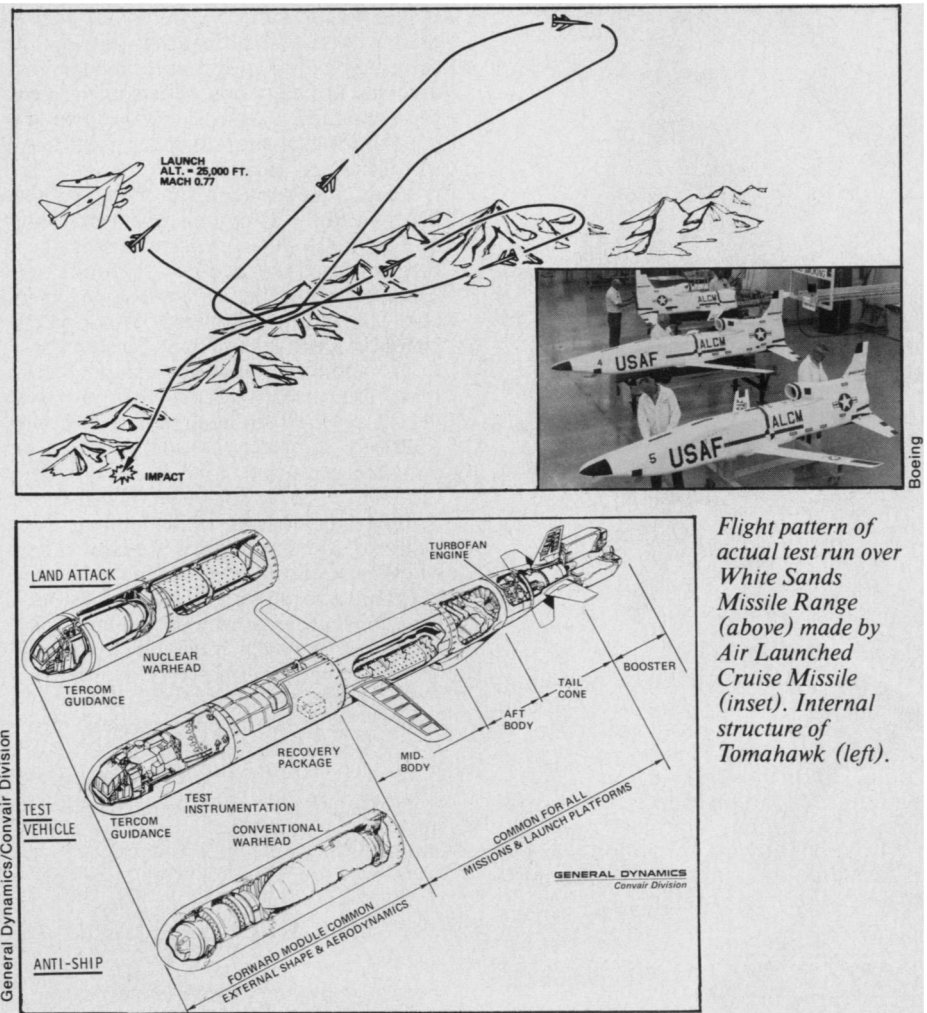 LAUNCH
ALT. = 25,000 FT.
MACH 0.77
IMPACT
4 USAF ALCM
5 USAF ALCM
ALCM
Boeing
Flight pattern of
actual test run over
White Sands
Missile Range
(above) made by
Air Launched
Cruise Missile
(inset). Internal
structure of
Tomahawk (left).
LAND ATTACK
NUCLEAR
WARHEAD
TERCOM
GUIDANCE
TURBOFAN
ENGINE
BOOSTER
TAIL
CONE
AFT
BODY
MID-
BODY
RECOVERY
PACKAGE
TEST
INSTRUMENTATION
TERCOM
GUIDANCE
TEST
VEHICLE
CONVENTIONAL
WARHEAD
COMMON FOR ALL
MISSIONS & LAUNCH PLATFORMS
GENERAL DYNAMICS
Convair Division
FORWARD MODULE COMMON
EXTERNAL SHAPE & AERODYNAMICS
ANTI-SHIP
General Dynamics/Convair Division